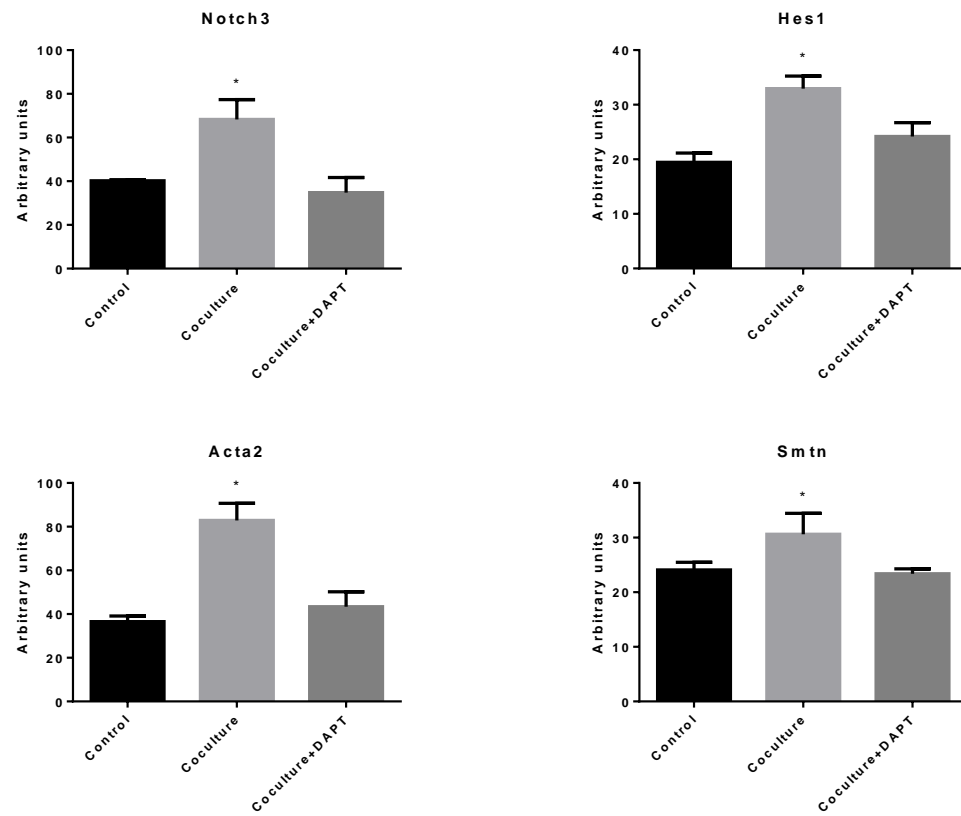 Notch3
Arbitrary units
100
80
60
40
20
0
*
Control
Coculture
Coculture+DAPT
Hes1
Arbitrary units
40
30
20
10
0
*
Control
Coculture
Coculture+DAPT
Acta2
Arbitrary units
100
80
60
40
20
0
*
Control
Coculture
Coculture+DAPT
Smtn
Arbitrary units
40
30
20
10
0
*
Control
Coculture
Coculture+DAPT